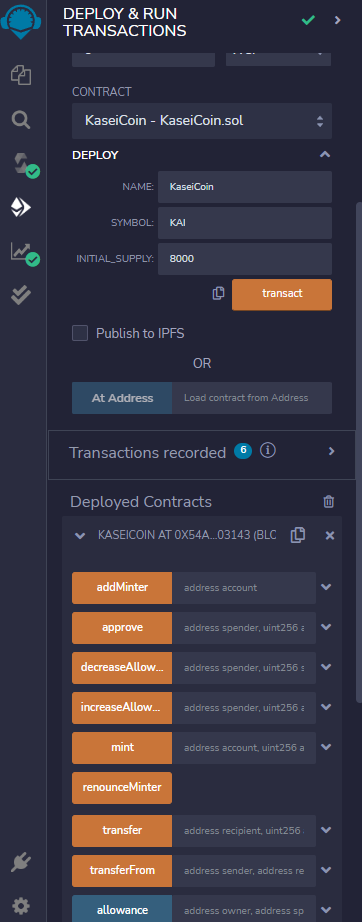 DEPLOY & RUN
TRANSACTIONS
CONTRACT
KaseiCoin - KaseiCoin.sol
DEPLOY
NAME: KaseiCoin
SYMBOL: KAI
INITIAL_SUPPLY: 8000
transact
Publish to IPFS
OR
At Address Load contract from Address
Transactions recorded 6 i
Deployed Contracts
KASEICOIN AT 0X54A...03143 (BLO
addMinter address account
approve address spender, uint256 a
decreaseAllow... address spender, uint256 s
increaseAllow... address spender, uint256 a
mint address account, uint256 a
renounceMinter
transfer address recipient, uint256
transferFrom address sender, address re
allowance address owner, address sp